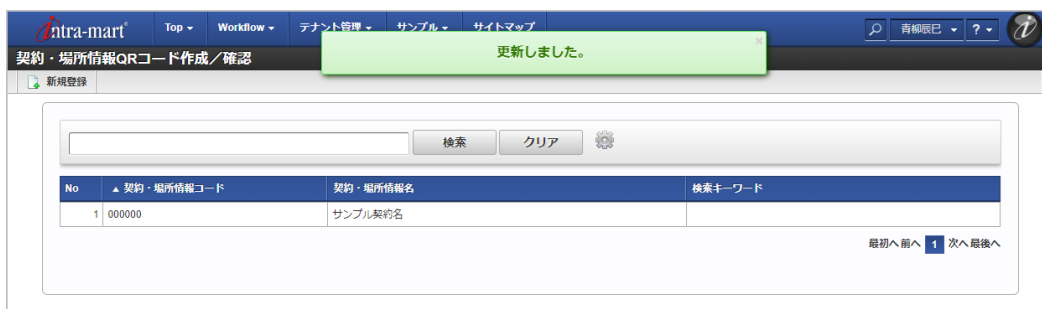 intra-mart® Top Workflow テナント管理 サンプル サイトマップ 青柳辰巳 ?
更新しました。 ×
契約・場所情報QRコード作成／確認
新規登録
検索 クリア
No ▲ 契約・場所情報コード 契約・場所情報名 検索キーワード
1 000000 サンプル契約名
最初へ 前へ 1 次へ 最後へ